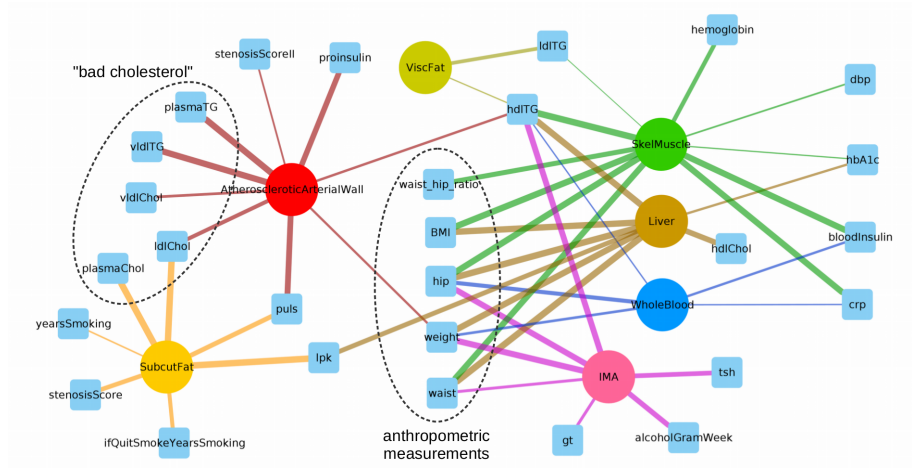 hemoglobin
ldlTG
stenosisScoreII
proinsulin
ViscFat
"bad cholesterol"
dbp
plasmaTG
hdlTG
SkelMuscle
vldlTG
hbA1c
waist_hip_ratio
AtheroscleroticArterialWall
vldlChol
Liver
BMI
bloodInsulin
ldlChol
hdlChol
plasmaChol
hip
WholeBlood
crp
puls
yearsSmoking
weight
lpk
SubcutFat
tsh
IMA
stenosisScore
waist
ifQuitSmokeYearsSmoking
anthropometric
measurements
gt
alcoholGramWeek